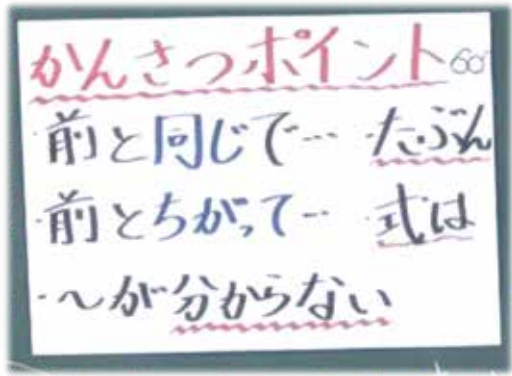 かんさつポイント 60
・前と同じで… ・たぶん
・前とちがって… ・式は
・〜が分からない